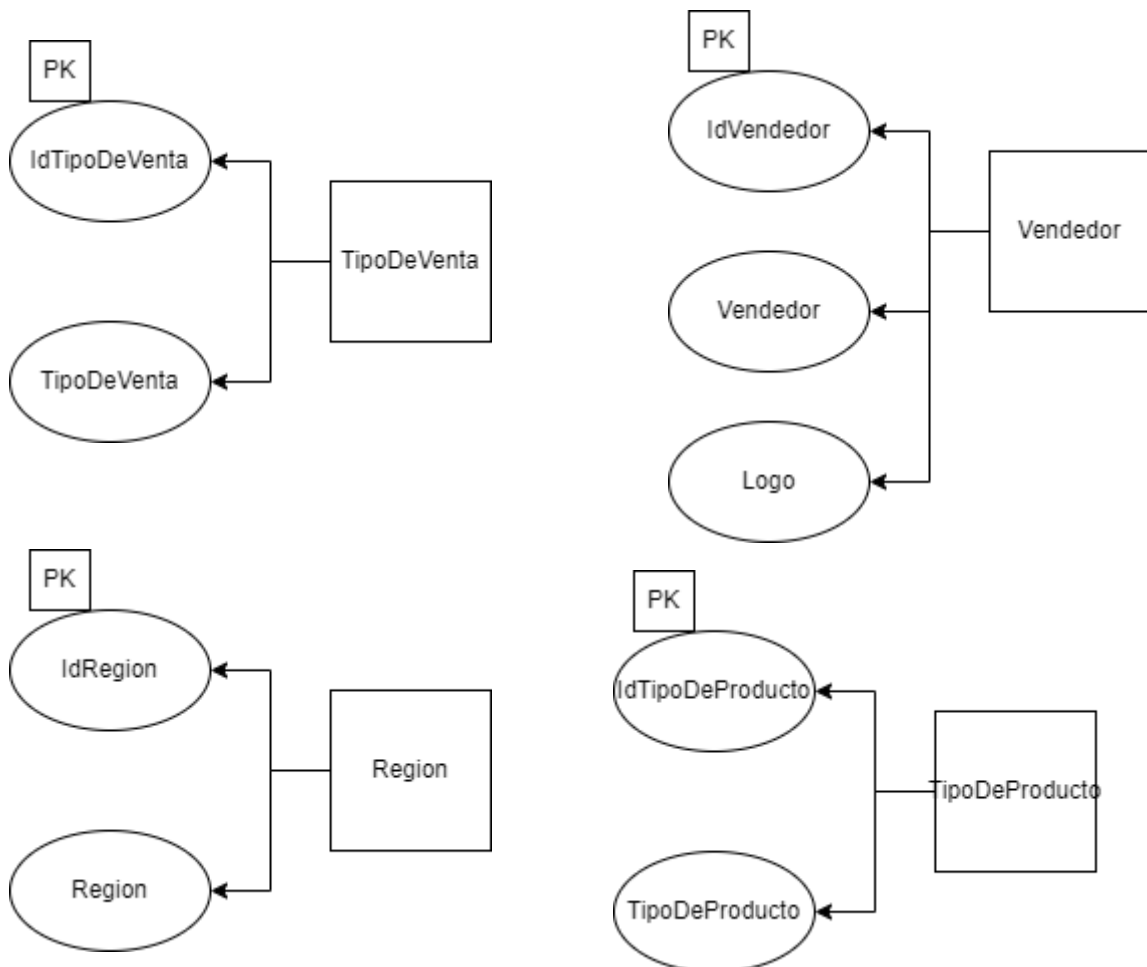 PK
IdTipoDeVenta
TipoDeVenta
TipoDeVenta
PK
IdVendedor
Vendedor
Vendedor
Logo
PK
IdRegion
Region
Region
PK
IdTipoDeProducto
TipoDeProducto
TipoDeProducto